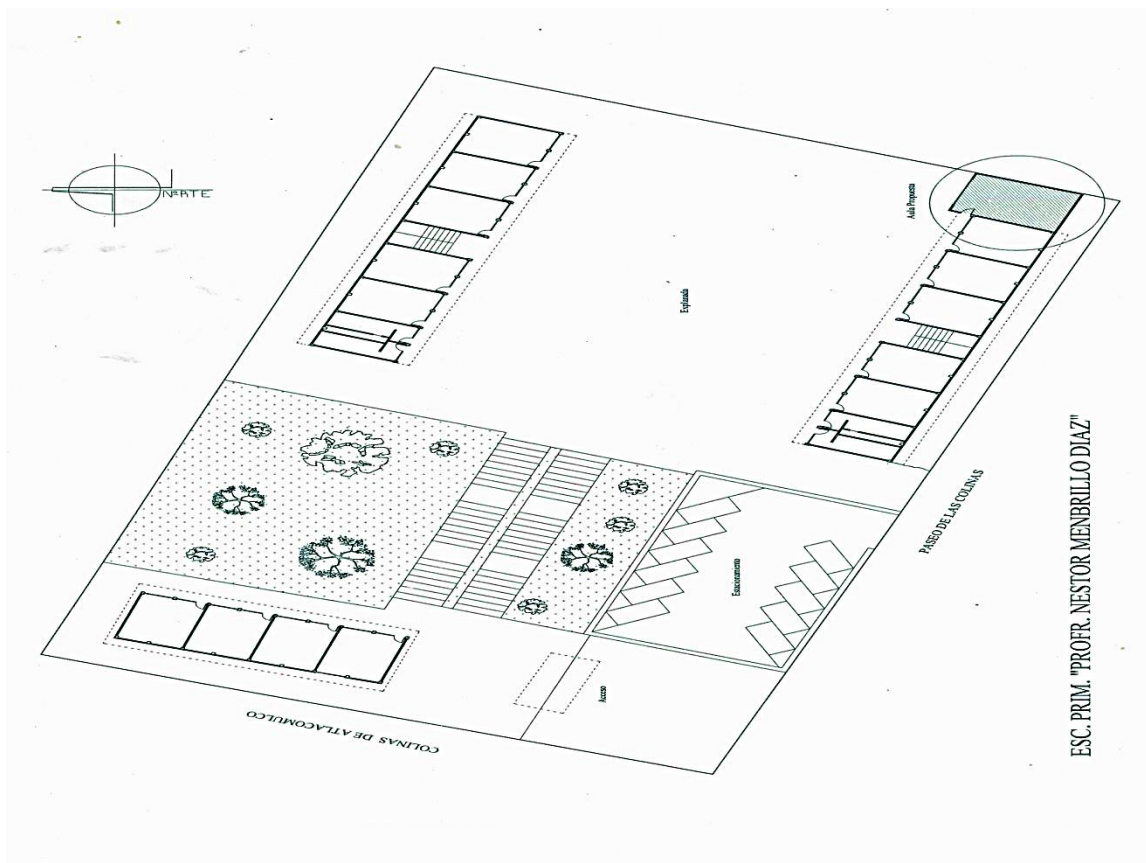 NORTE
Aula Propuesta
Explanada
Estacionamiento
Acceso
PASEO DE LAS COLINAS
COLINAS DE ATLACOMULCO
ESC. PRIM. "PROFR. NESTOR MENBRILLO DIAZ"